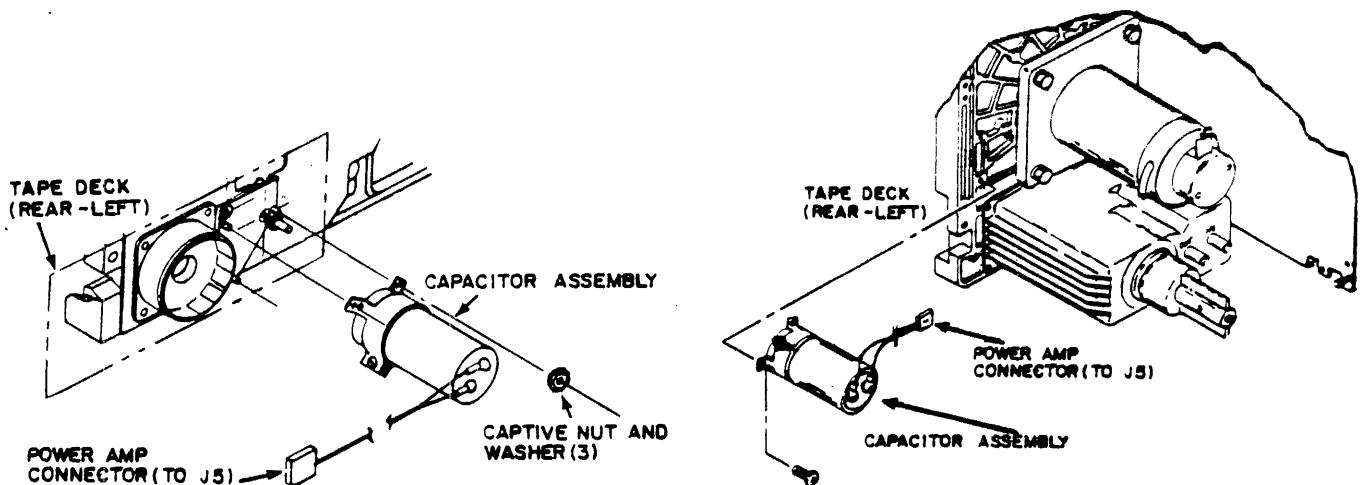 TAPE DECK
(REAR-LEFT)
CAPACITOR ASSEMBLY
CAPTIVE NUT AND
WASHER (3)
POWER AMP
CONNECTOR (TO J5)
TAPE DECK
(REAR-LEFT)
POWER AMP
CONNECTOR (TO J5)
CAPACITOR ASSEMBLY